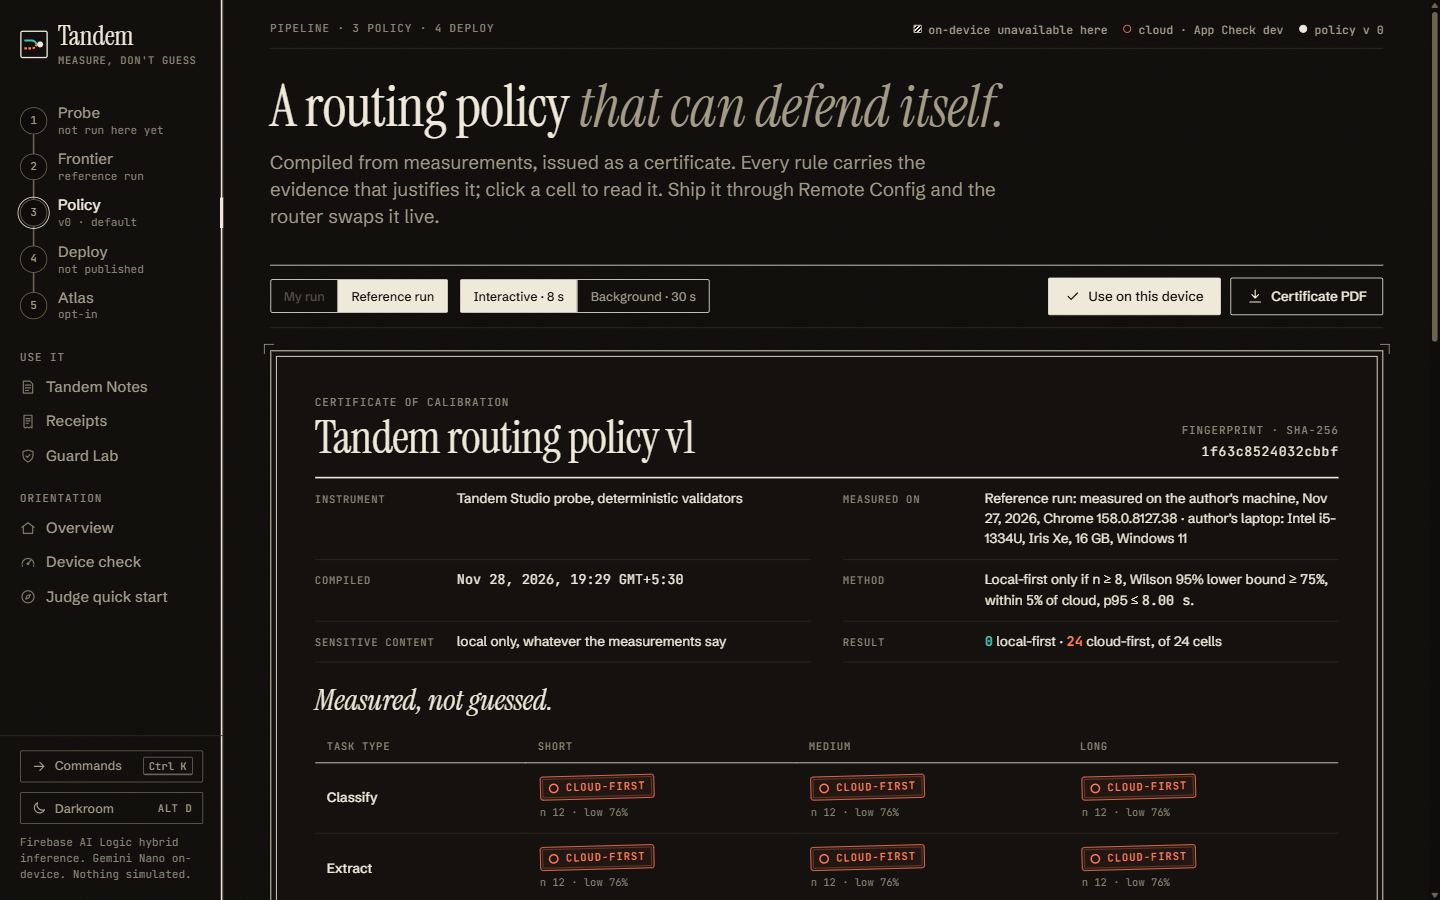 Tandem
MEASURE, DON'T GUESS
1
Probe
not run here yet
2
Frontier
reference run
3
Policy
v0 · default
4
Deploy
not published
5
Atlas
opt-in
USE IT
Tandem Notes
Receipts
Guard Lab
ORIENTATION
Overview
Device check
Judge quick start
Commands Ctrl K
Darkroom ALT D
Firebase AI Logic hybrid
inference. Gemini Nano on-
device. Nothing simulated.
PIPELINE · 3 POLICY · 4 DEPLOY
on-device unavailable here cloud · App Check dev policy v 0
A routing policy that can defend itself.
Compiled from measurements, issued as a certificate. Every rule carries the
evidence that justifies it; click a cell to read it. Ship it through Remote Config and the
router swaps it live.
My run Reference run Interactive · 8 s Background · 30 s Use on this device Certificate PDF
CERTIFICATE OF CALIBRATION
Tandem routing policy v1
FINGERPRINT · SHA-256
1f63c8524032cbbf
INSTRUMENT Tandem Studio probe, deterministic validators
MEASURED ON Reference run: measured on the author's machine, Nov
27, 2026, Chrome 158.0.8127.38 · author's laptop: Intel i5-
1334U, Iris Xe, 16 GB, Windows 11
COMPILED Nov 28, 2026, 19:29 GMT+5:30
METHOD Local-first only if n ≥ 8, Wilson 95% lower bound ≥ 75%,
within 5% of cloud, p95 ≤ 8.00 s.
SENSITIVE CONTENT local only, whatever the measurements say
RESULT 0 local-first · 24 cloud-first, of 24 cells
Measured, not guessed.
TASK TYPE SHORT MEDIUM LONG
Classify CLOUD-FIRST CLOUD-FIRST CLOUD-FIRST
n 12 · low 76% n 12 · low 76% n 12 · low 76%
Extract CLOUD-FIRST CLOUD-FIRST CLOUD-FIRST
n 12 · low 76% n 12 · low 76% n 12 · low 76%